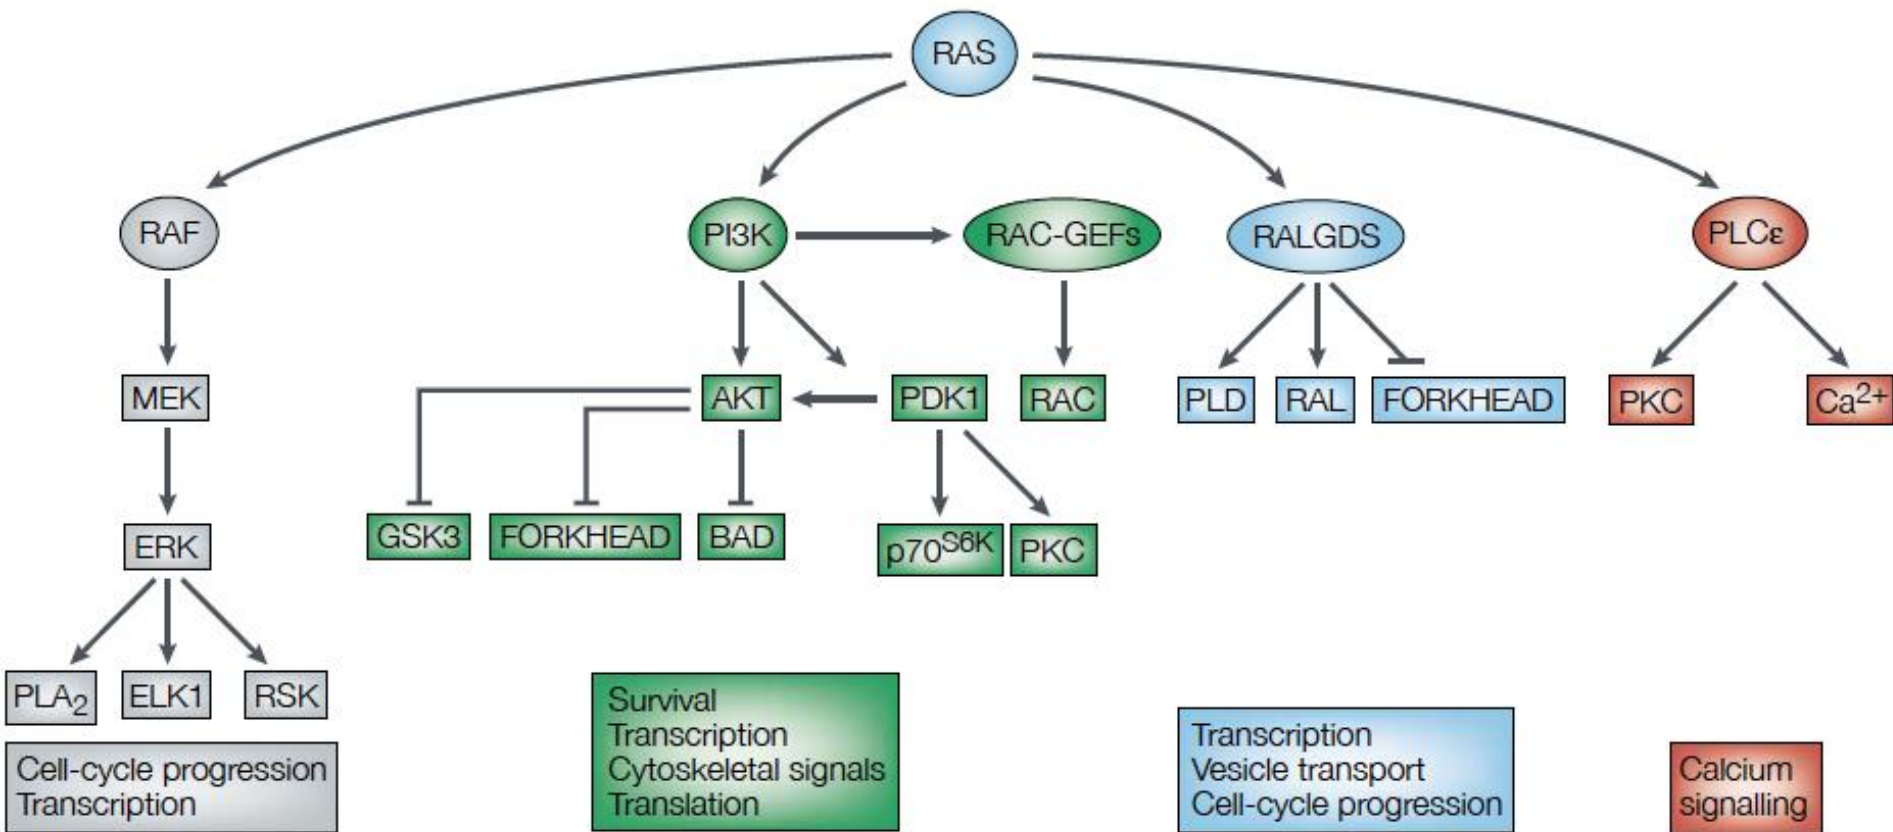 RAS
RAF
PI3K
RAC-GEFs
RALGDS
PLCε
MEK
AKT
PDK1
RAC
PLD
RAL
FORKHEAD
PKC
Ca2+
GSK3
FORKHEAD
BAD
p70S6K
PKC
ERK
PLA2
ELK1
RSK
Cell-cycle progression
Transcription
Survival
Transcription
Cytoskeletal signals
Translation
Transcription
Vesicle transport
Cell-cycle progression
Calcium
signalling